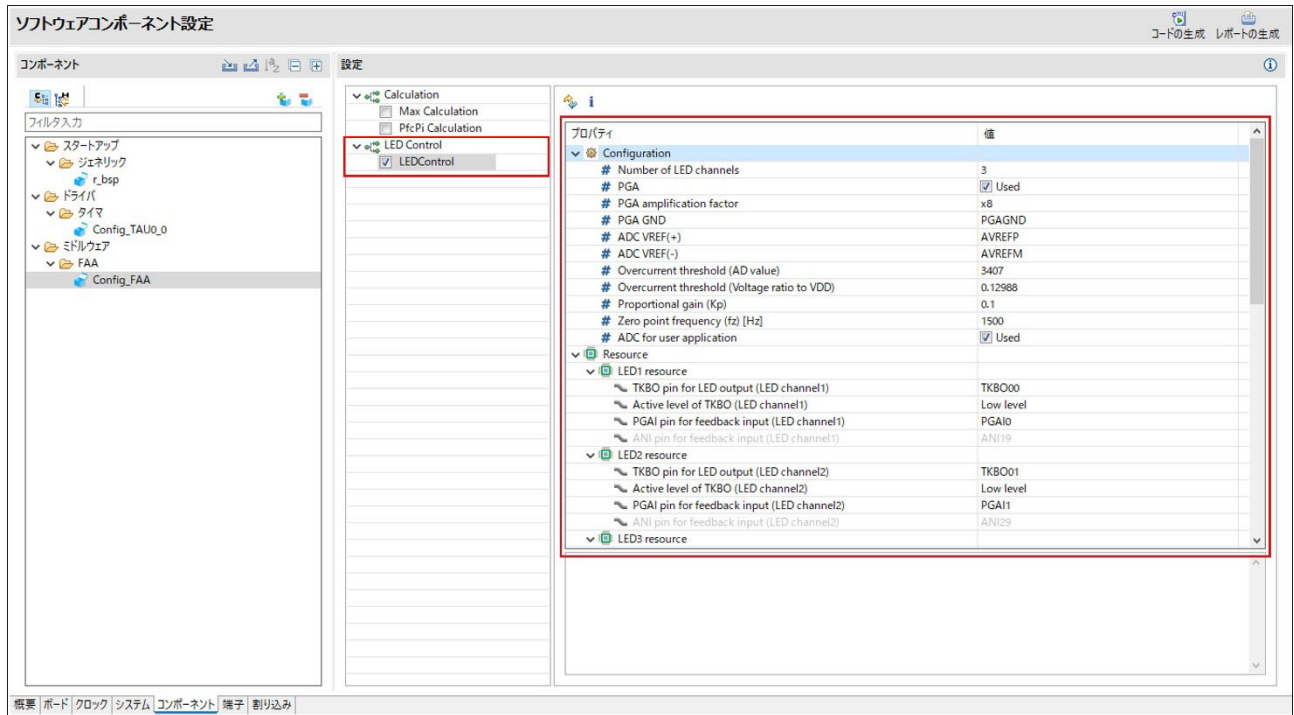 ソフトウェアコンポーネント設定
コードの生成 レポートの生成
コンポーネント
設定
フィルタ入力
スタートアップ
ジェネリック
r_bsp
ドライバ
タイマ
Config_TAU0_0
ミドルウェア
FAA
Config_FAA
Calculation
Max Calculation
PfcPi Calculation
LED Control
LEDControl
プロパティ 値
Configuration
Number of LED channels 3
PGA Used
PGA amplification factor x8
PGA GND PGAGND
ADC VREF(+) AVREFP
ADC VREF(-) AVREFM
Overcurrent threshold (AD value) 3407
Overcurrent threshold (Voltage ratio to VDD) 0.12988
Proportional gain (Kp) 0.1
Zero point frequency (fz) [Hz] 1500
ADC for user application Used
Resource
LED1 resource
TKBO pin for LED output (LED channel1) TKBO00
Active level of TKBO (LED channel1) Low level
PGAI pin for feedback input (LED channel1) PGAI0
ANI pin for feedback input (LED channel1) ANI19
LED2 resource
TKBO pin for LED output (LED channel2) TKBO01
Active level of TKBO (LED channel2) Low level
PGAI pin for feedback input (LED channel2) PGAI1
ANI pin for feedback input (LED channel2) ANI29
LED3 resource
概要 ボード クロック システム コンポーネント 端子 割り込み